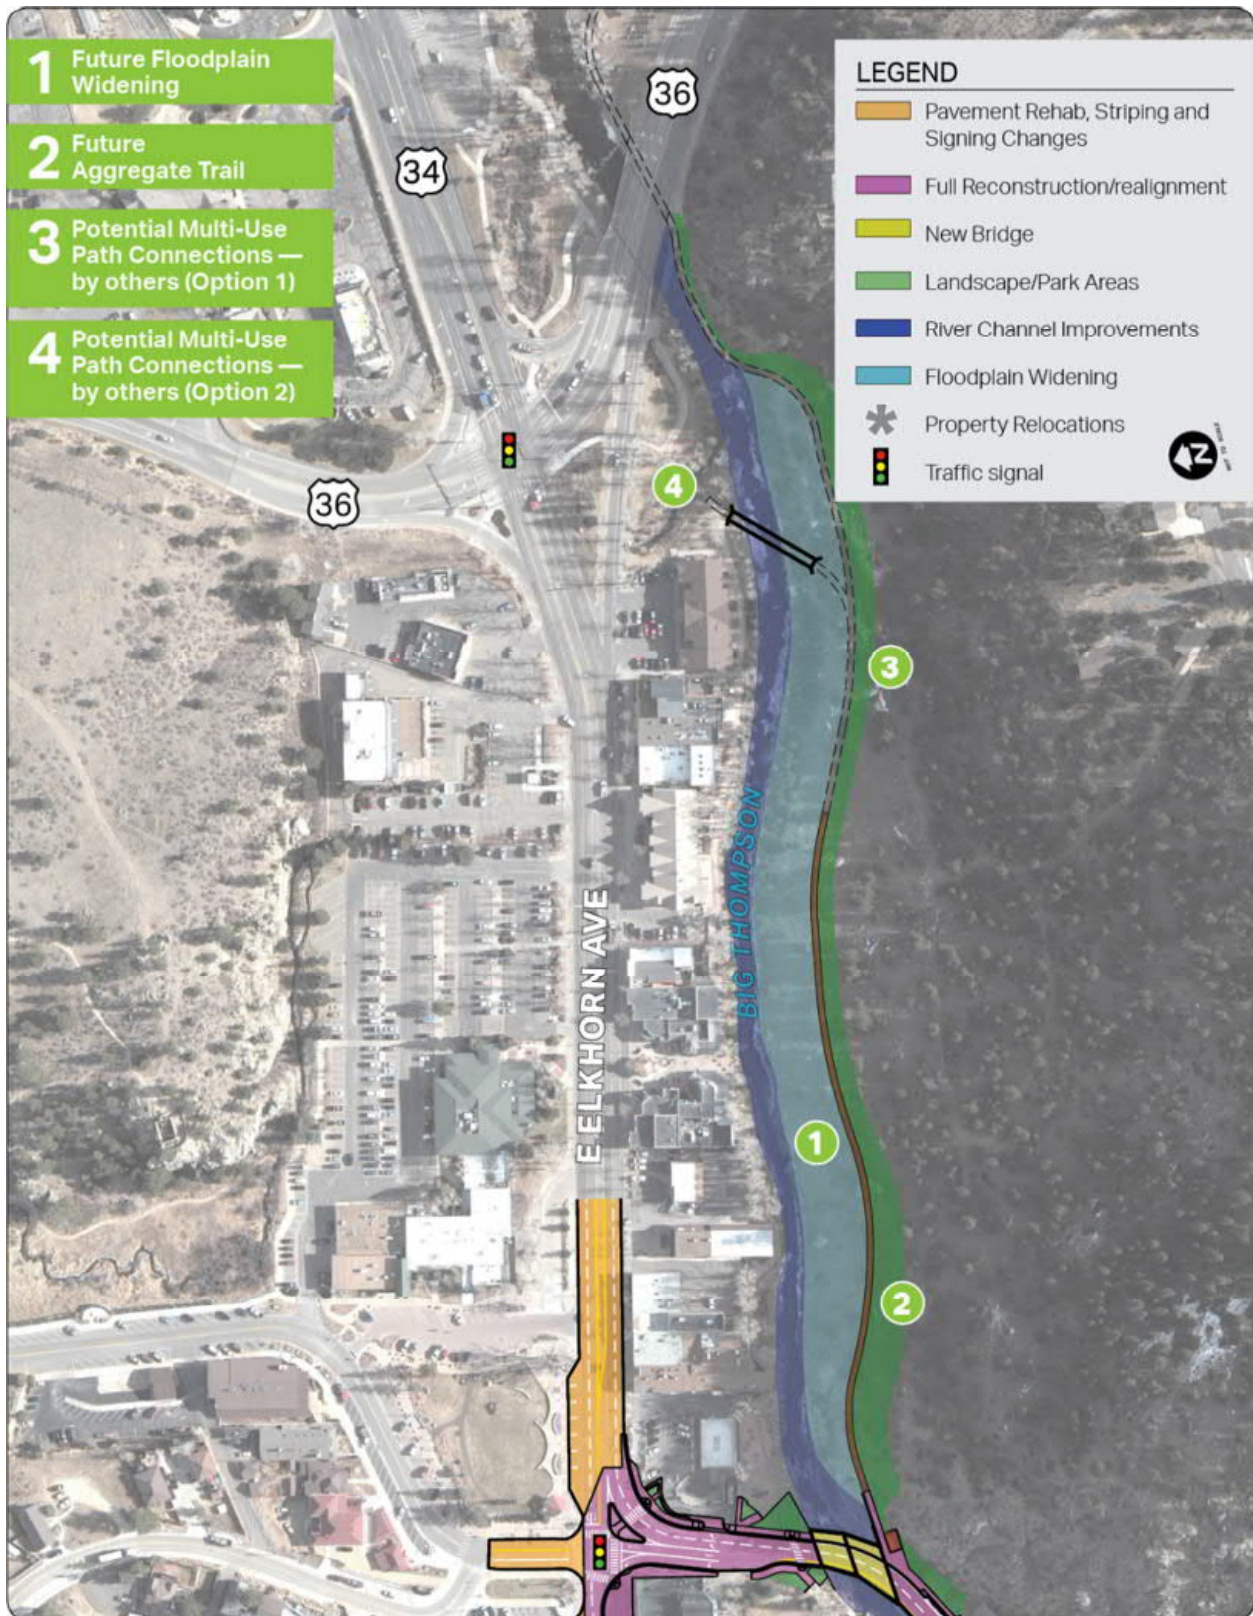 1 Future Floodplain
Widening
2 Future
Aggregate Trail
3 Potential Multi-Use
Path Connections —
by others (Option 1)
4 Potential Multi-Use
Path Connections —
by others (Option 2)
36
34
36
LEGEND
Pavement Rehab, Striping and
Signing Changes
Full Reconstruction/realignment
New Bridge
Landscape/Park Areas
River Channel Improvements
Floodplain Widening
Property Relocations
Traffic signal
N
4
3
BIG THOMPSON
E ELKHORN AVE
1
2